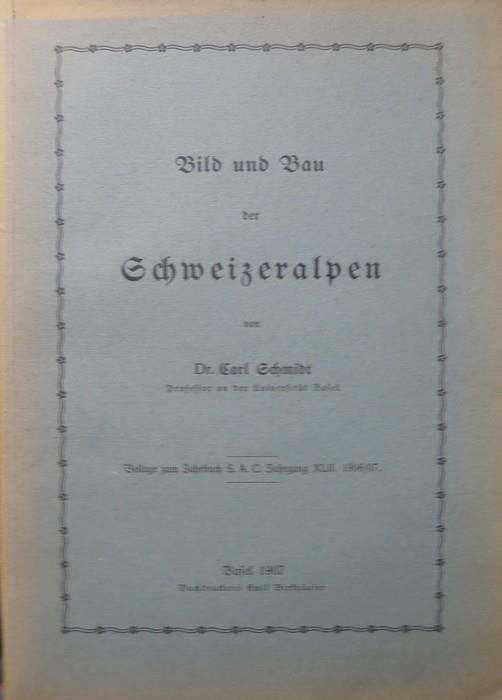 Bild und Bau
der
Schweizeralpen
von
Dr. Carl Schmidt
Professor an der Universität Basel.
Beilage zum Jahrbuch S. A. C. Jahrgang XLII. 1906/07.
Basel 1907
Buchdruckerei Emil Birkhäuser